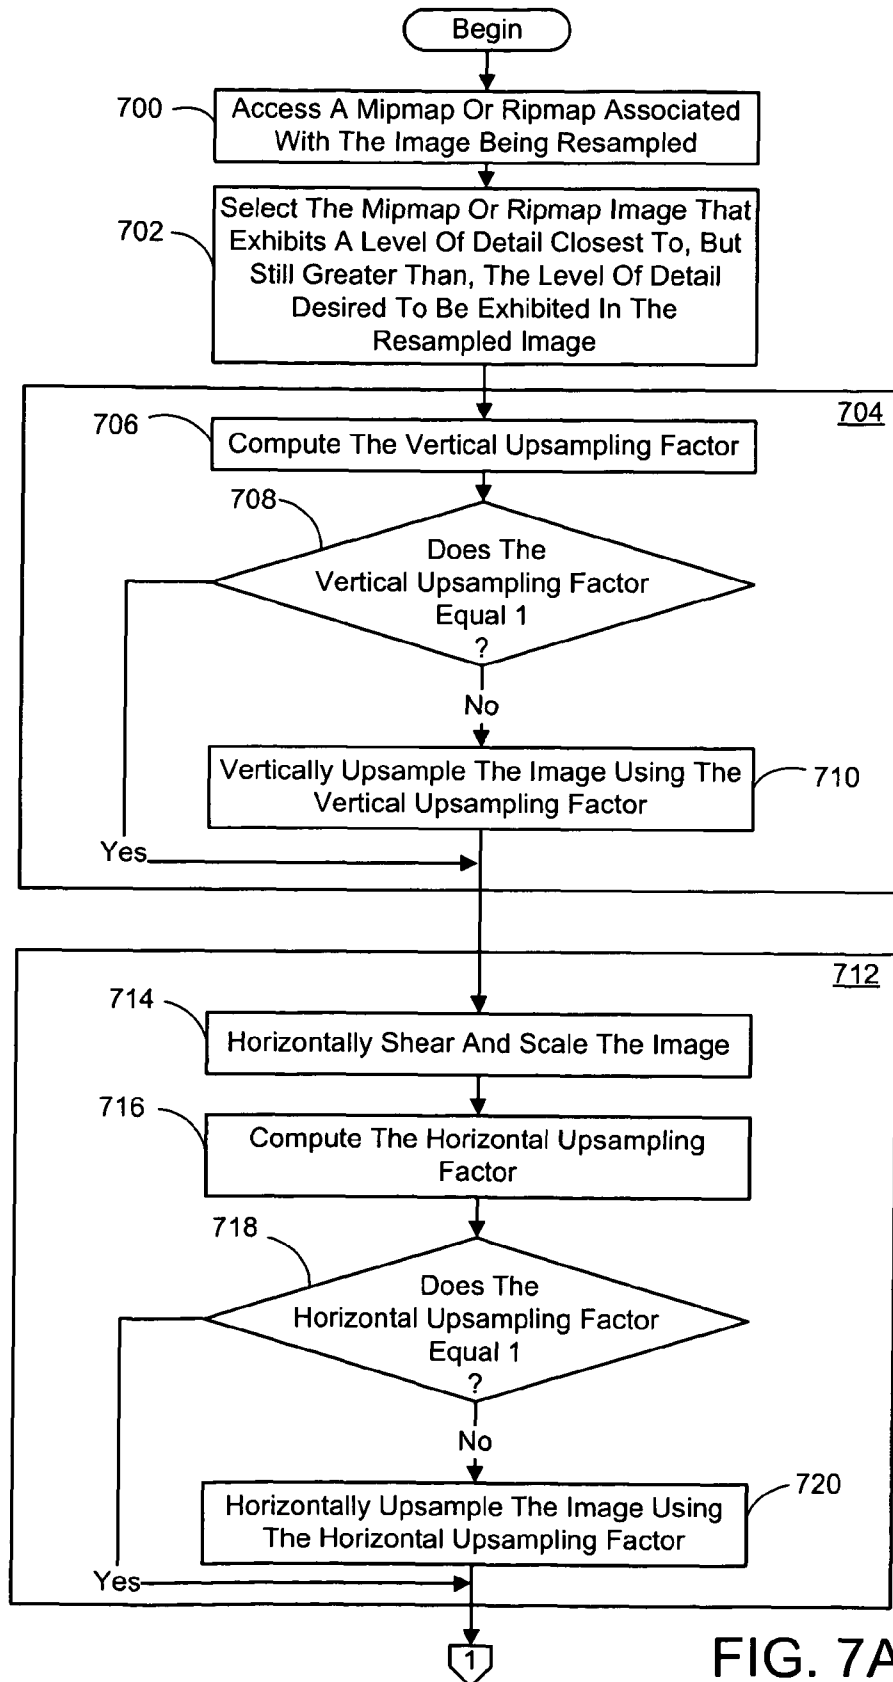 Begin
700
Access A Mipmap Or Ripmap Associated
With The Image Being Resampled
702
Select The Mipmap Or Ripmap Image That
Exhibits A Level Of Detail Closest To, But
Still Greater Than, The Level Of Detail
Desired To Be Exhibited In The
Resampled Image
704
706
Compute The Vertical Upsampling Factor
708
Does The
Vertical Upsampling Factor
Equal 1
?
No
Vertically Upsample The Image Using The
Vertical Upsampling Factor
710
Yes
712
714
Horizontally Shear And Scale The Image
716
Compute The Horizontal Upsampling
Factor
718
Does The
Horizontal Upsampling Factor
Equal 1
?
No
720
Horizontally Upsample The Image Using
The Horizontal Upsampling Factor
Yes
1
FIG. 7A